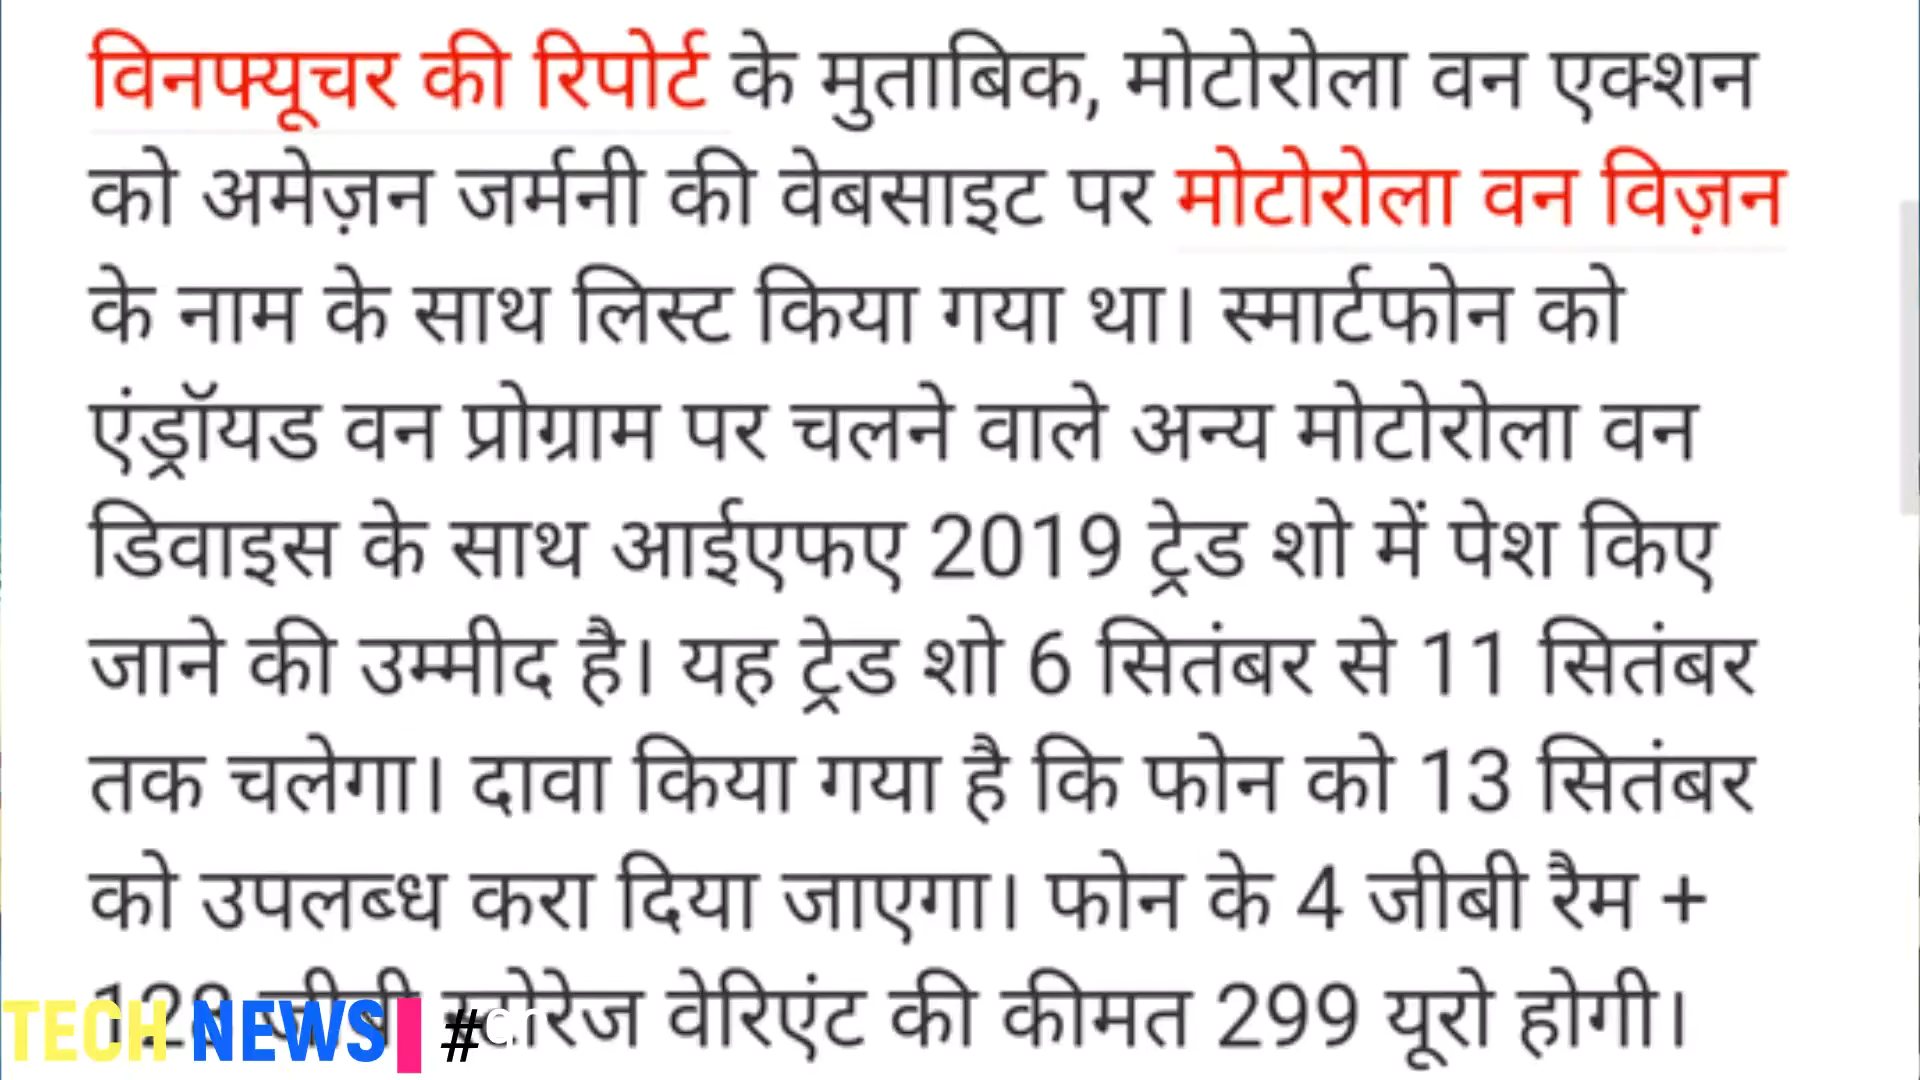 विनफ्यूचर की रिपोर्ट के मुताबिक, मोटोरोला वन एक्शन
को अमेज़न जर्मनी की वेबसाइट पर मोटोरोला वन विज़न
के नाम के साथ लिस्ट किया गया था। स्मार्टफोन को
एंड्रॉयड वन प्रोग्राम पर चलने वाले अन्य मोटोरोला वन
डिवाइस के साथ आईएफए 2019 ट्रेड शो में पेश किए
जाने की उम्मीद है। यह ट्रेड शो 6 सितंबर से 11 सितंबर
तक चलेगा। दावा किया गया है कि फोन को 13 सितंबर
को उपलब्ध करा दिया जाएगा। फोन के 4 जीबी रैम +
128 जीबी स्टोरेज वेरिएंट की कीमत 299 यूरो होगी।
TECH NEWS #9